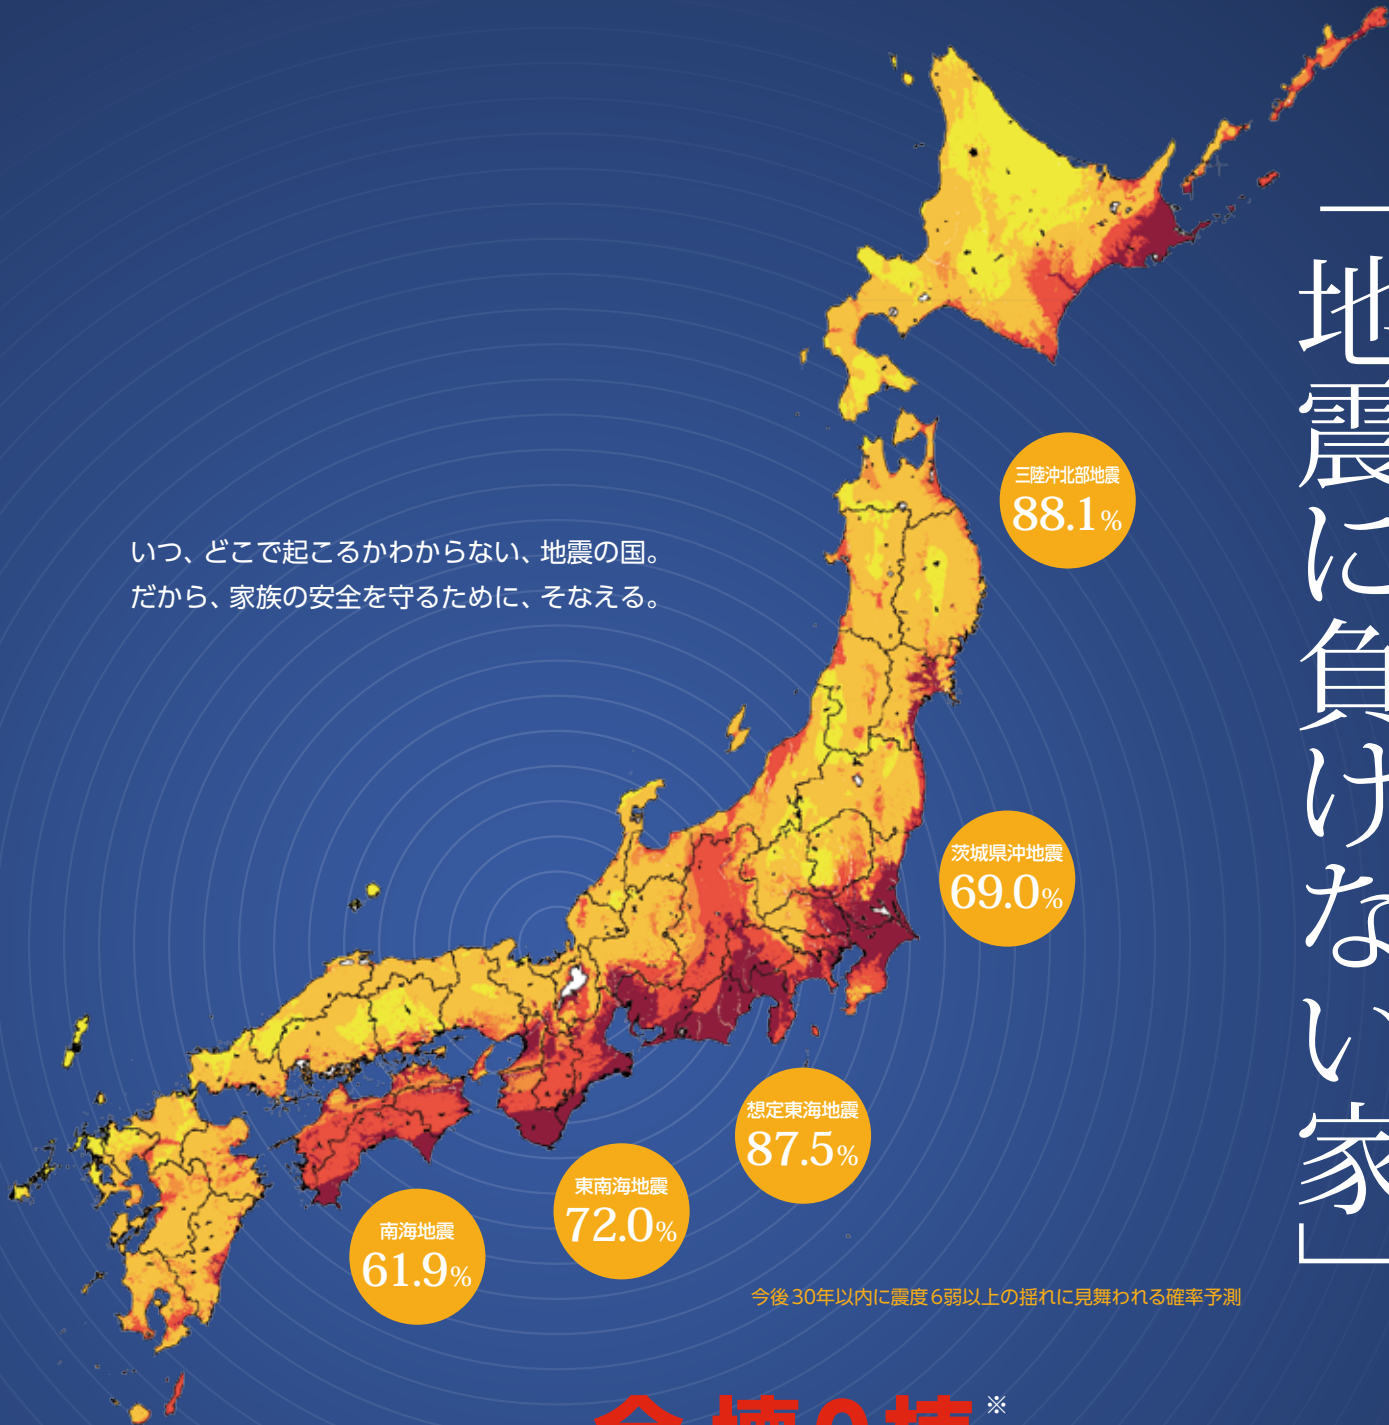 「地震に負けない家」
いつ、どこで起こるかわからない、地震の国。
だから、家族の安全を守るために、そなえる。
三陸沖北部地震
88.1%
茨城県沖地震
69.0%
想定東海地震
87.5%
東南海地震
72.0%
南海地震
61.9%
今後30年以内に震度6弱以上の揺れに見舞われる確率予測
※